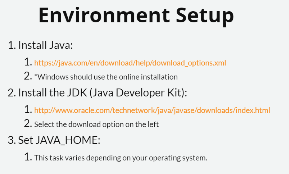 Environment Setup
1. Install Java:
1. https://java.com/en/download/help/download_options.xml
2. *Windows should use the online installation
2. Install the JDK (Java Developer Kit):
1. http://www.oracle.com/technetwork/java/javase/downloads/index.html
2. Select the download option on the left
3. Set JAVA_HOME:
1. This task varies depending on your operating system.